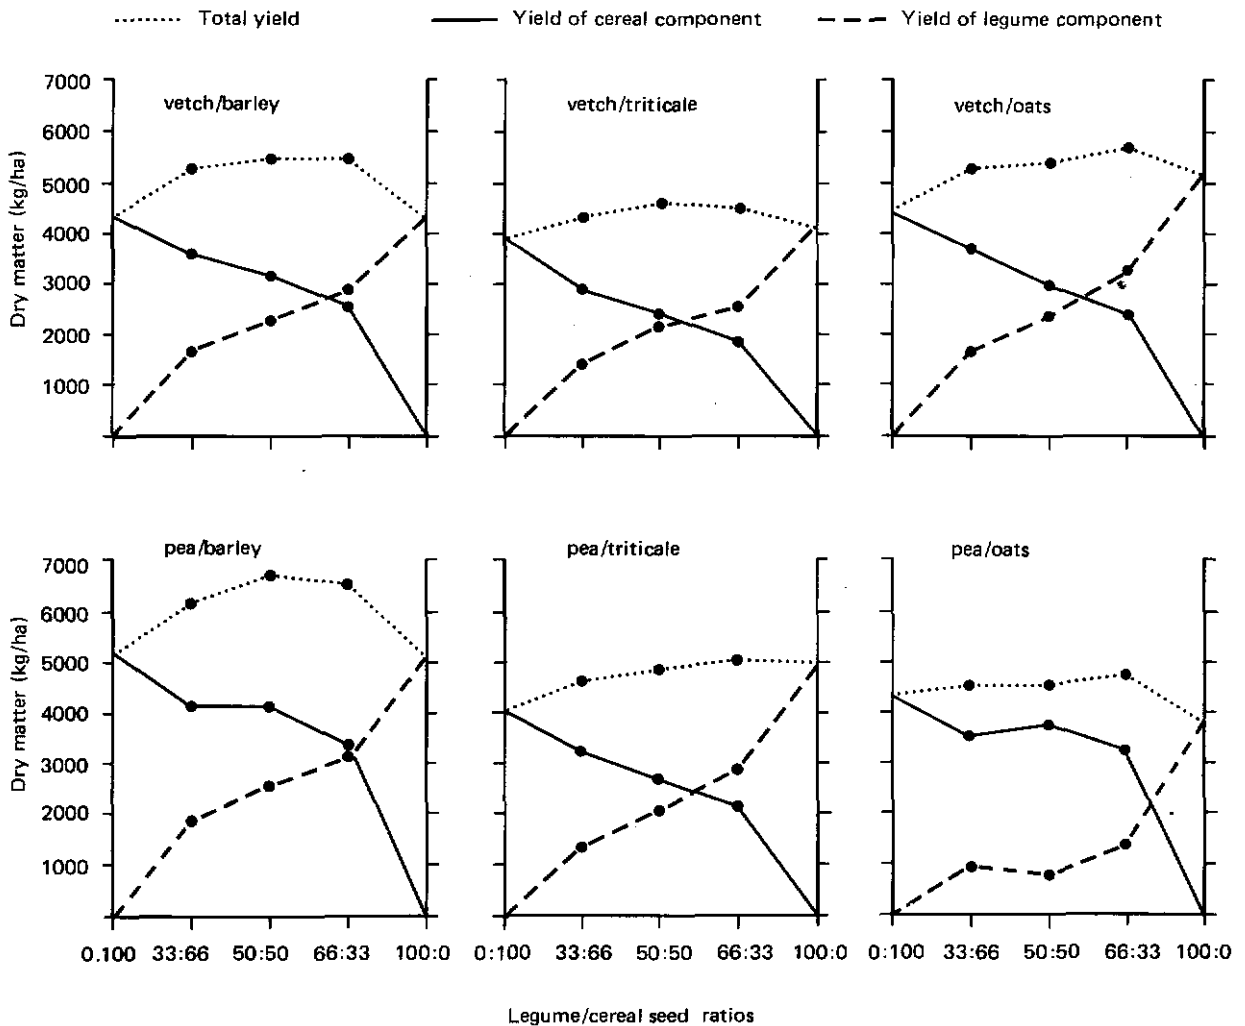 Total yield
Yield of cereal component
Yield of legume component
vetch/barley
vetch/triticale
vetch/oats
7000
6000
5000
4000
3000
2000
1000
Dry matter (kg/ha)
pea/barley
pea/triticale
pea/oats
7000
6000
5000
4000
3000
2000
1000
Dry matter (kg/ha)
0:100 33:66 50:50 66:33 100:0
0:100 33:66 50:50 66:33 100:0
0:100 33:66 50:50 66:33 100:0
Legume/cereal seed ratios